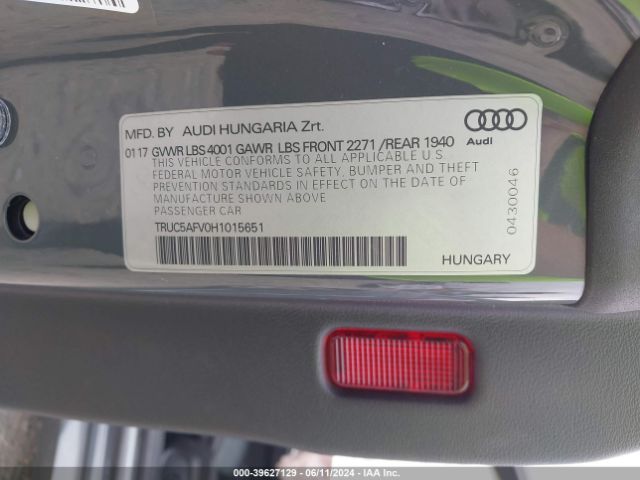 MFD. BY AUDI HUNGARIA Zrt.
01 17 GVWR LBS 4001 GAWR LBS FRONT 2271 /REAR 1940
THIS VEHICLE CONFORMS TO ALL APPLICABLE U.S.
FEDERAL MOTOR VEHICLE SAFETY, BUMPER AND THEFT
PREVENTION STANDARDS IN EFFECT ON THE DATE OF
MANUFACTURE SHOWN ABOVE
PASSENGER CAR
TRUC5AFV0H1015651
Audi
0430046
HUNGARY
000-39627129 - 06/11/2024 - IAA Inc.